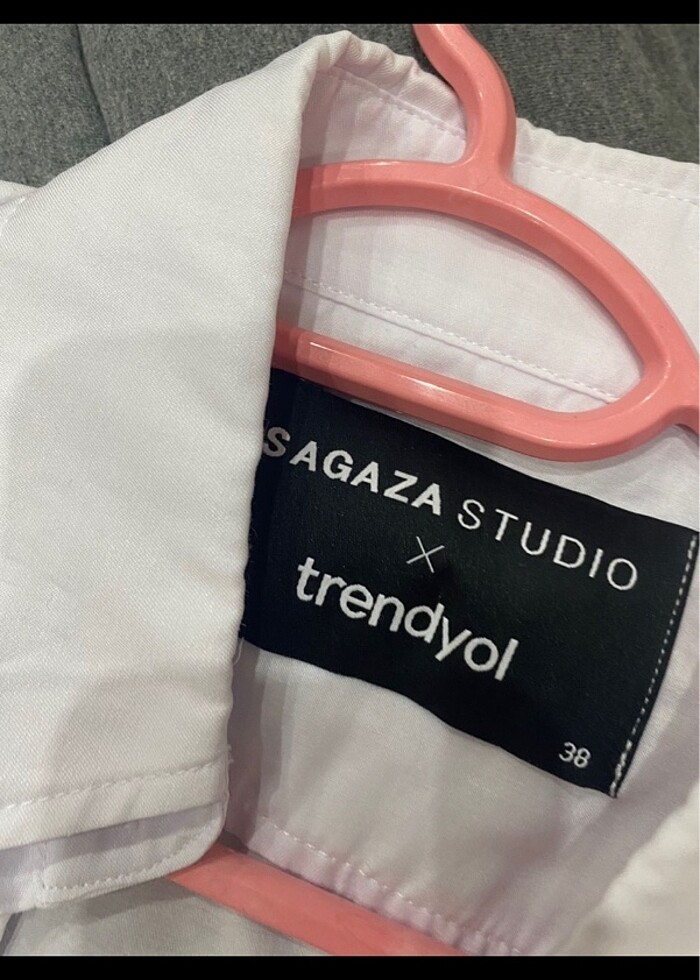 SAGAZA STUDIO
X
trendyol
38